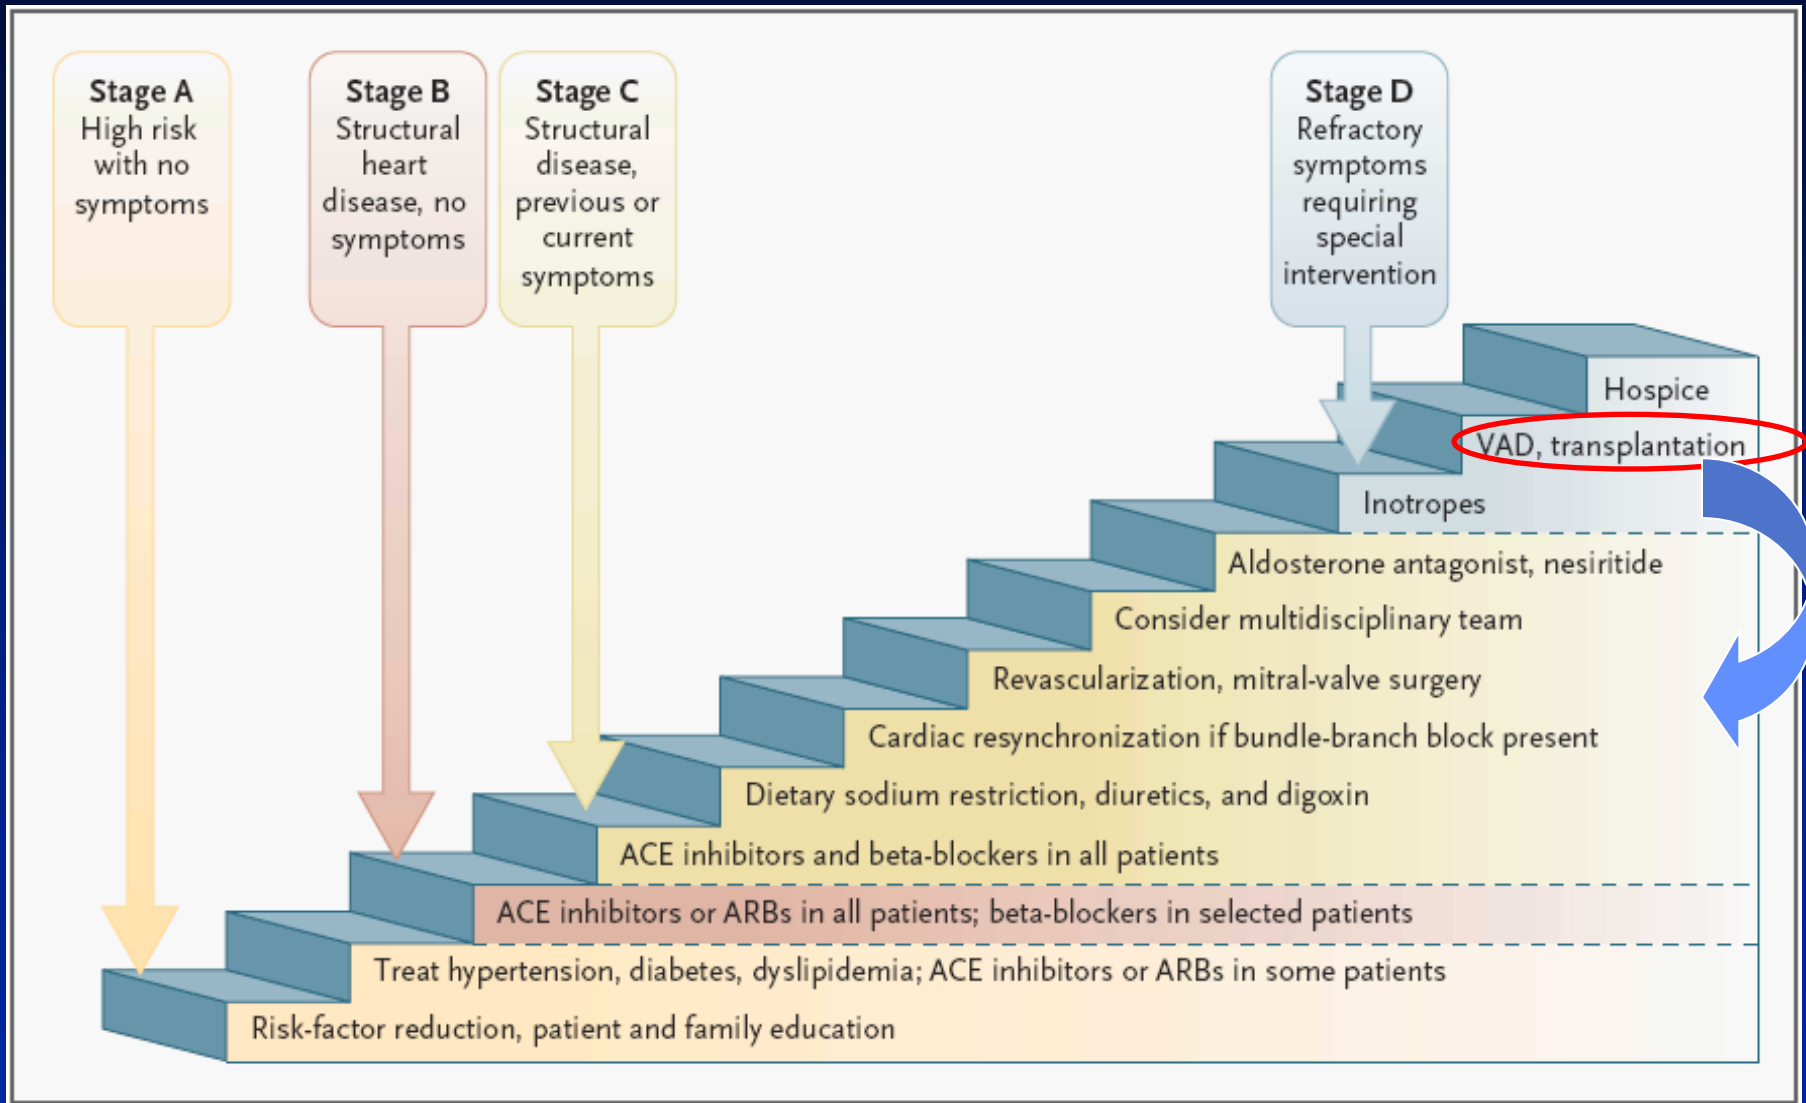 Stage A
High risk
with no
symptoms
Stage B
Structural
heart
disease, no
symptoms
Stage C
Structural
disease,
previous or
current
symptoms
Stage D
Refractory
symptoms
requiring
special
intervention
Hospice
VAD, transplantation
Inotropes
Aldosterone antagonist, nesiritide
Consider multidisciplinary team
Revascularization, mitral-valve surgery
Cardiac resynchronization if bundle-branch block present
Dietary sodium restriction, diuretics, and digoxin
ACE inhibitors and beta-blockers in all patients
ACE inhibitors or ARBs in all patients; beta-blockers in selected patients
Treat hypertension, diabetes, dyslipidemia; ACE inhibitors or ARBs in some patients
Risk-factor reduction, patient and family education